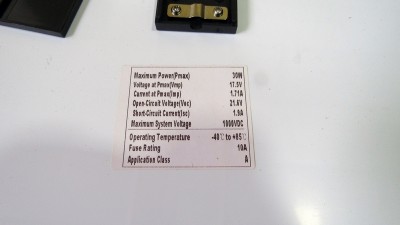 Maximum Power(Pmax) 30W
Voltage at Pmax(Vmp) 17.5V
Current at Pmax(Imp) 1.71A
Open-Circuit Voltage(Voc) 21.8V
Short-Circuit Current(Isc) 1.9A
Maximum System Voltage 1000VDC
Operating Temperature -40℃ to +85℃
Fuse Rating 10A
Application Class A